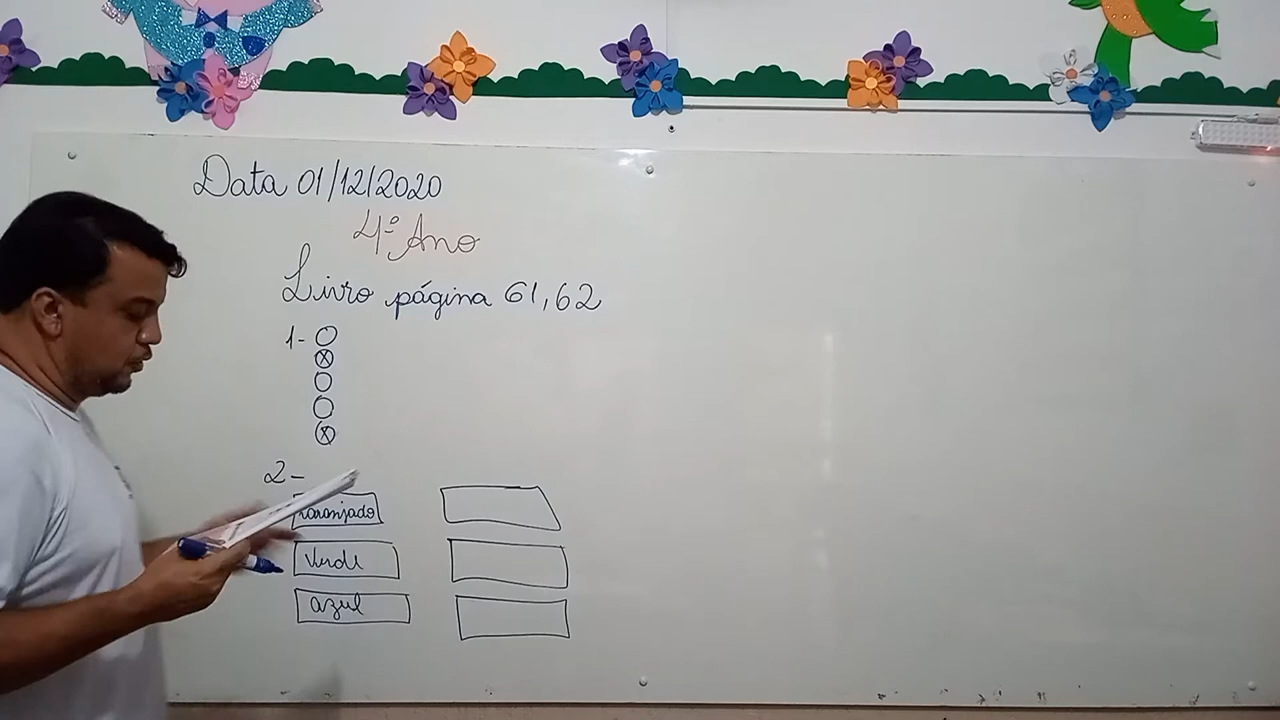 Data 01/12/2020
4º Ano
Livro página 61, 62
1-
2-
laranjado
Verde
azul